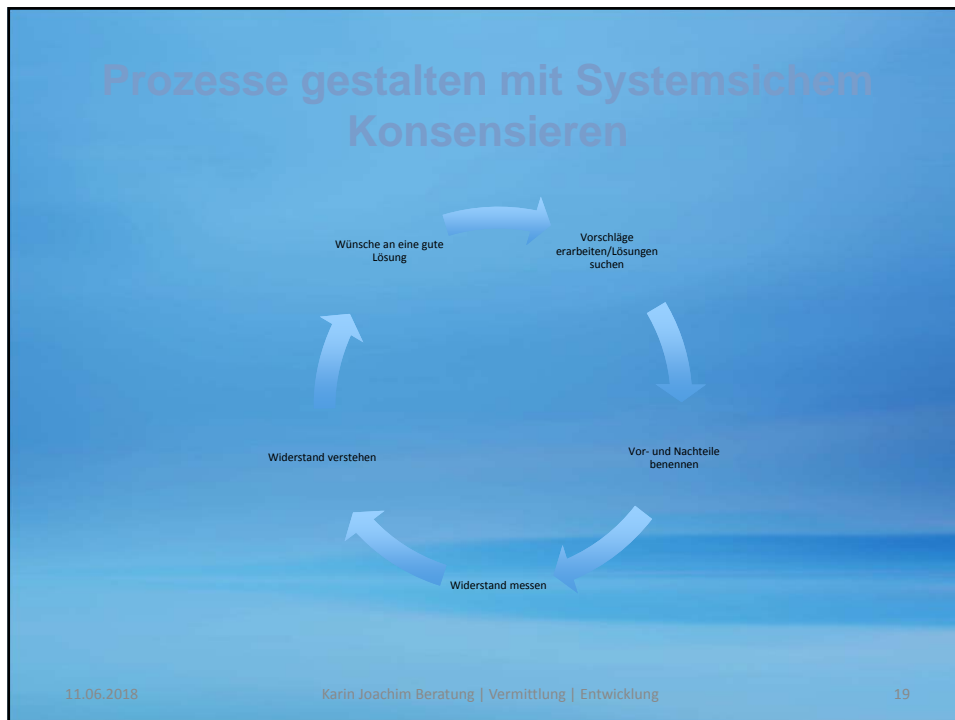 Prozesse gestalten mit Systemsichem
Konsensieren
Wünsche an eine gute
Lösung
Vorschläge
erarbeiten/Lösungen
suchen
Vor- und Nachteile
benennen
Widerstand messen
Widerstand verstehen
11.06.2018 Karin Joachim Beratung | Vermittlung | Entwicklung 19